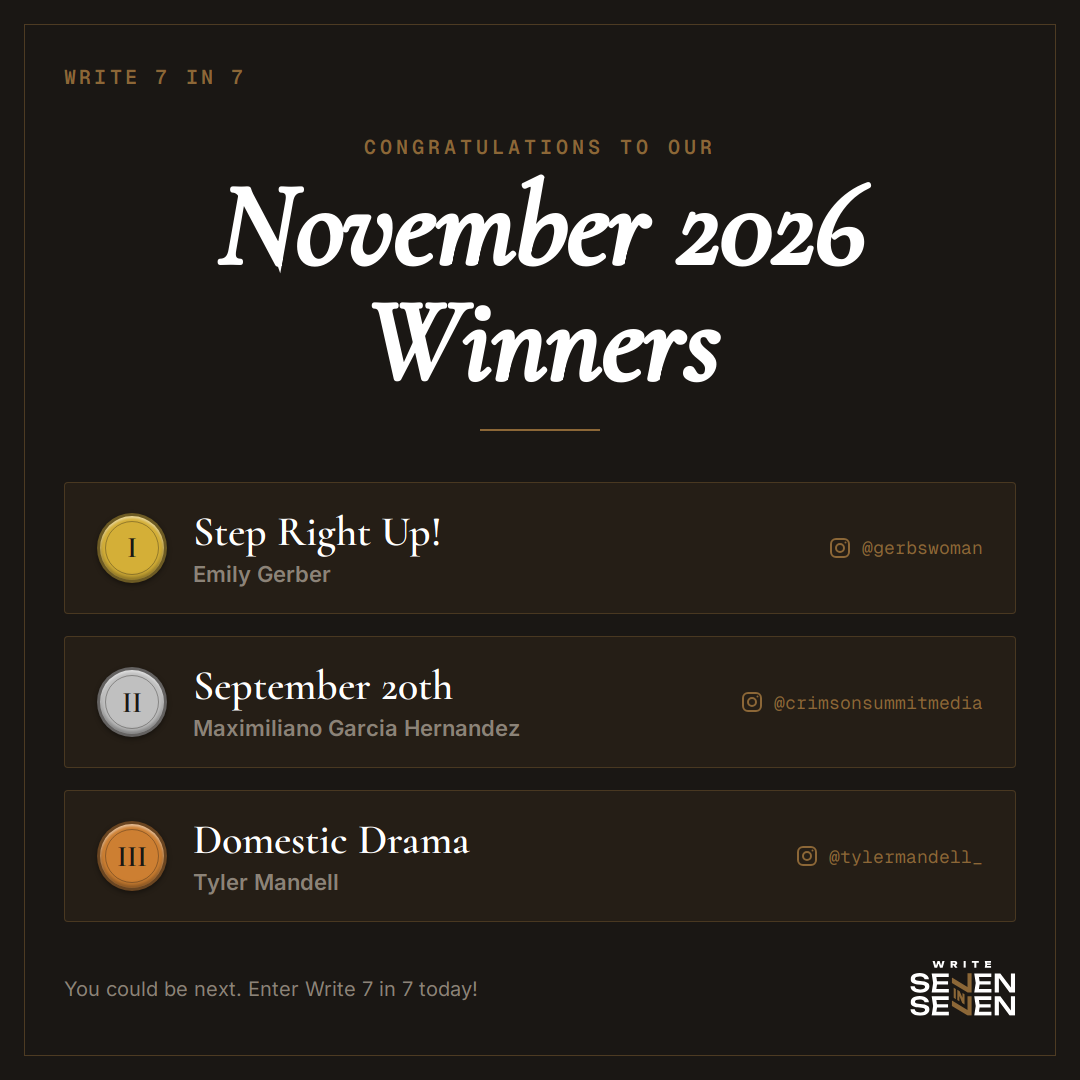 WRITE 7 IN 7
CONGRATULATIONS TO OUR
November 2026
Winners
I
Step Right Up!
Emily Gerber
@gerbswoman
II
September 20th
Maximiliano Garcia Hernandez
@crimsonsummitmedia
III
Domestic Drama
Tyler Mandell
@tylermandell_
You could be next. Enter Write 7 in 7 today!
WRITE
SEVEN
IN
SEVEN